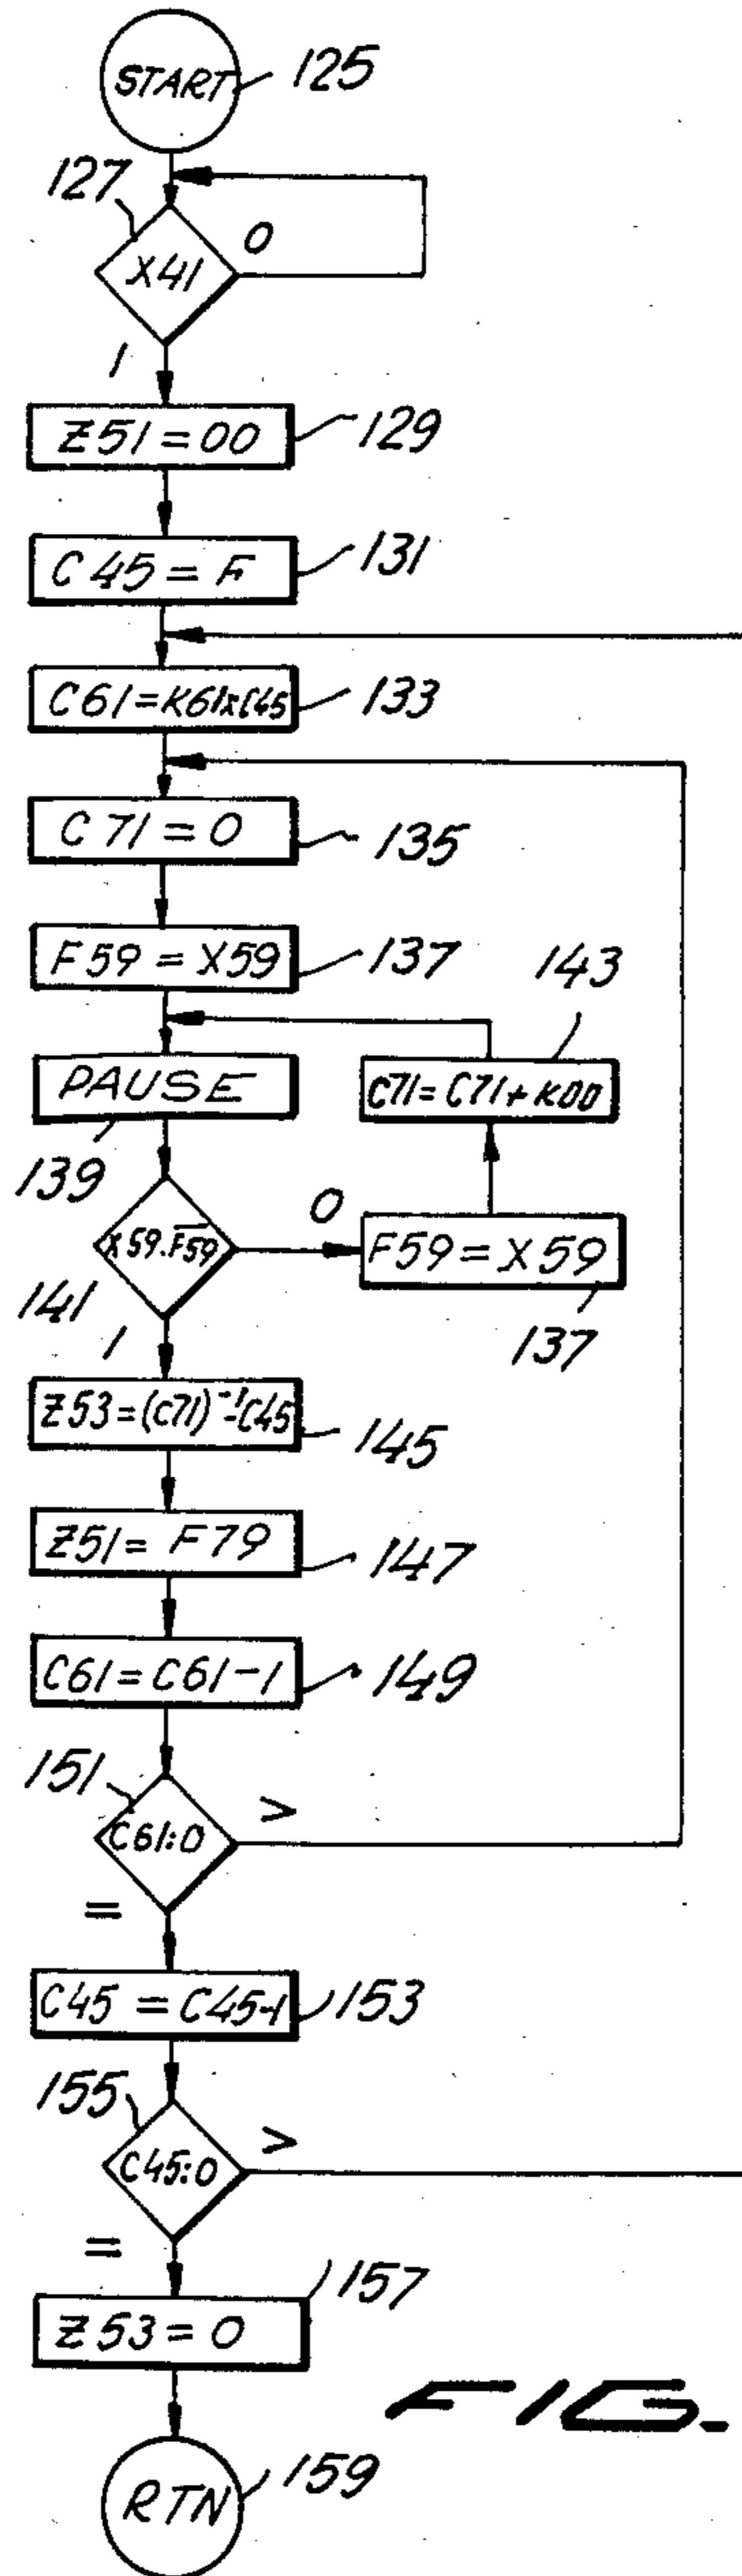 START 125
127
X41
0
1
Z51 = 00 129
C45 = F 131
C61=K61xC45 133
C71 = 0 135
F59 = X59 137
143
PAUSE
C71 = C71 + K00
139
X59.F̅5̅9̅
0
F59 = X59
141
1
137
Z53 = (C71)⁻¹-C45 145
Z51 = F79 147
C61 = C61-1 149
151
C61:0
>
=
C45 = C45-1 153
155
C45:0
>
=
157
Z53 = 0
FIG.
RTN 159